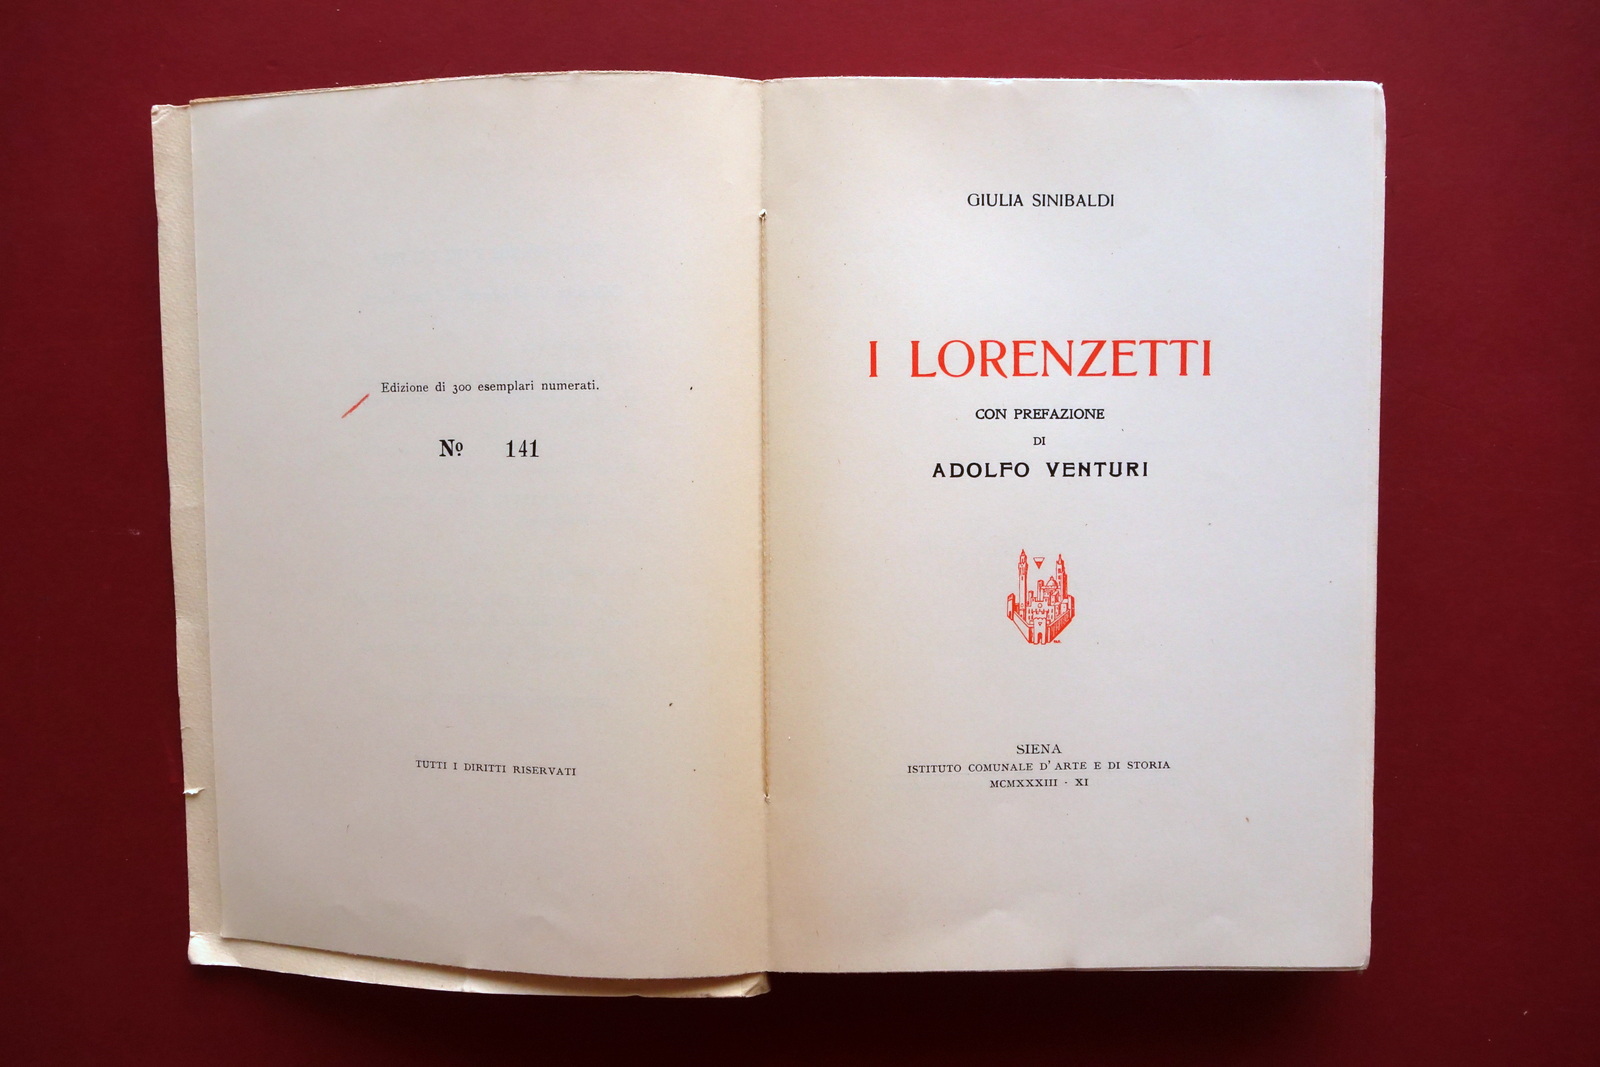 Edizione di 300 esemplari numerati.
Nº 141
TUTTI I DIRITTI RISERVATI
GIULIA SINIBALDI
I LORENZETTI
CON PREFAZIONE
DI
ADOLFO VENTURI
SIENA
ISTITUTO COMUNALE D'ARTE E DI STORIA
MCMXXXIII · XI